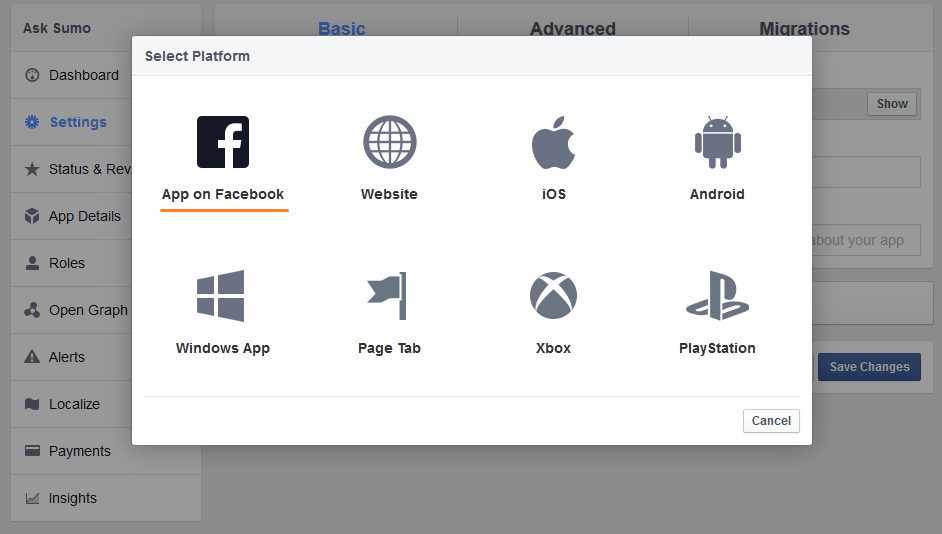 Ask Sumo
Basic
Advanced
Migrations
Dashboard
Settings
Status & Rev
App Details
Roles
Open Graph
Alerts
Localize
Payments
Insights
Show
about your app
Save Changes
Select Platform
App on Facebook
Website
iOS
Android
Windows App
Page Tab
Xbox
PlayStation
Cancel